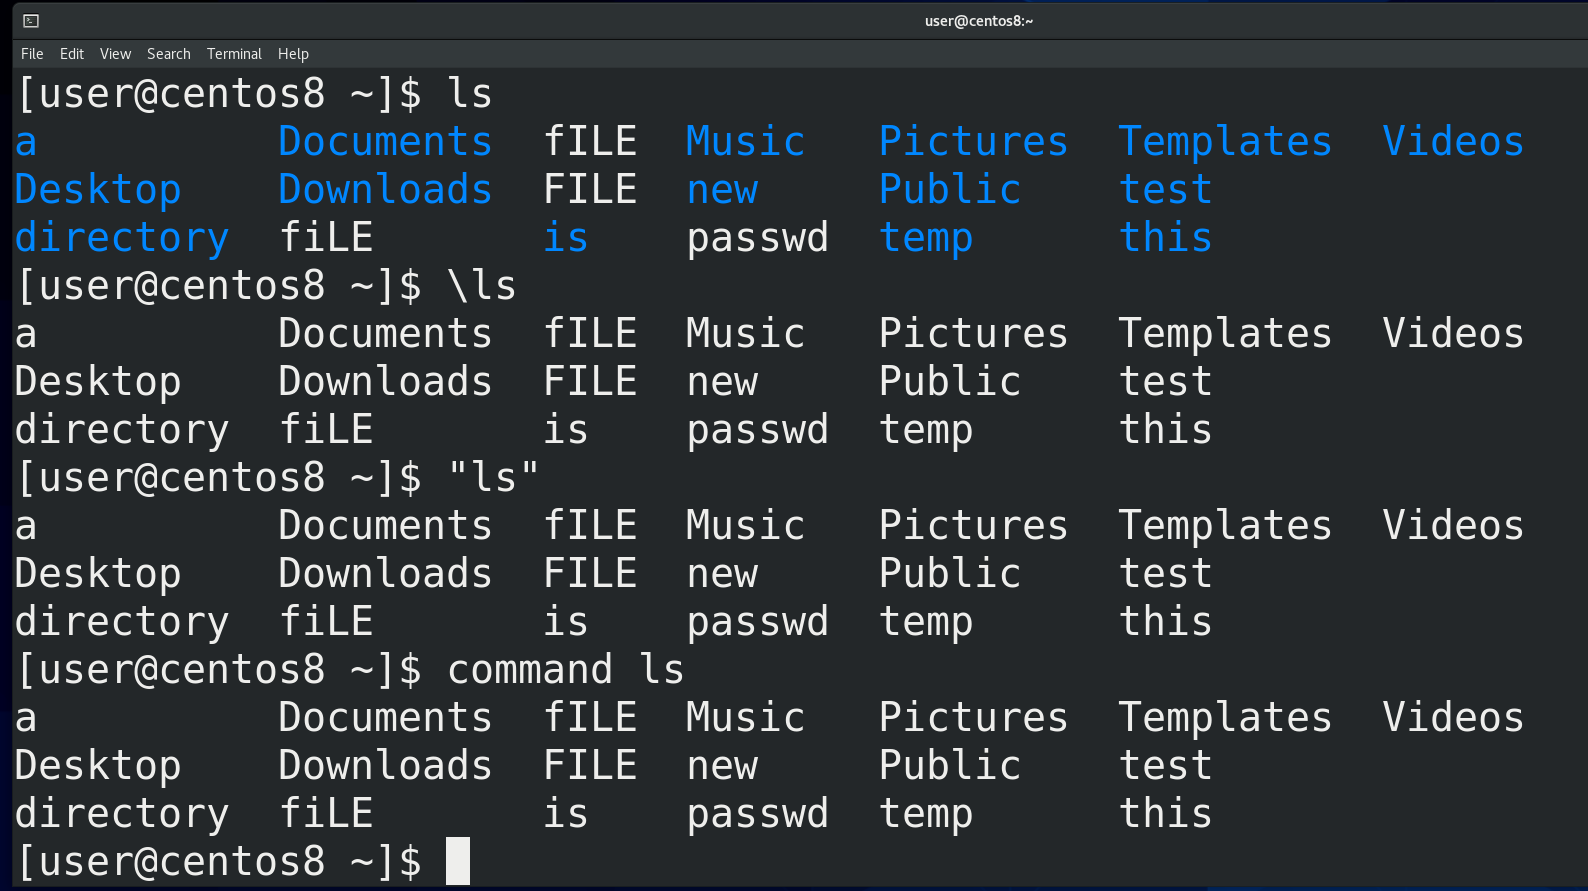 user@centos8:~
File Edit View Search Terminal Help
[user@centos8 ~]$ ls
a Documents fILE Music Pictures Templates Videos
Desktop Downloads FILE new Public test
directory fiLE is passwd temp this
[user@centos8 ~]$ \ls
a Documents fILE Music Pictures Templates Videos
Desktop Downloads FILE new Public test
directory fiLE is passwd temp this
[user@centos8 ~]$ "ls"
a Documents fILE Music Pictures Templates Videos
Desktop Downloads FILE new Public test
directory fiLE is passwd temp this
[user@centos8 ~]$ command ls
a Documents fILE Music Pictures Templates Videos
Desktop Downloads FILE new Public test
directory fiLE is passwd temp this
[user@centos8 ~]$